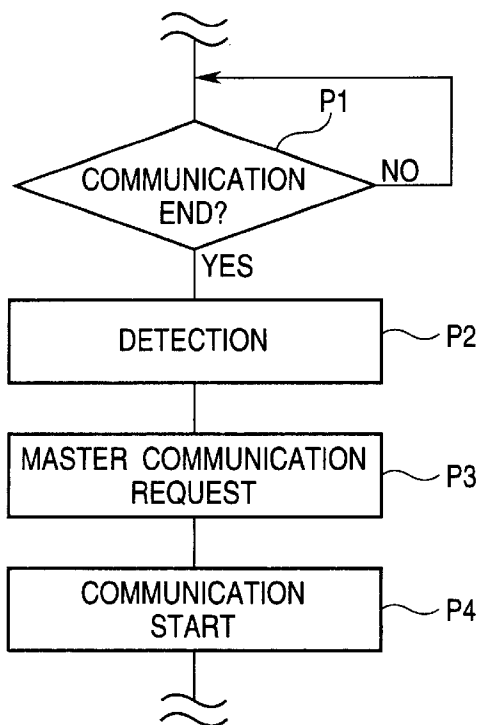 P1
COMMUNICATION
END?
NO
YES
DETECTION
P2
MASTER COMMUNICATION
REQUEST
P3
COMMUNICATION
START
P4